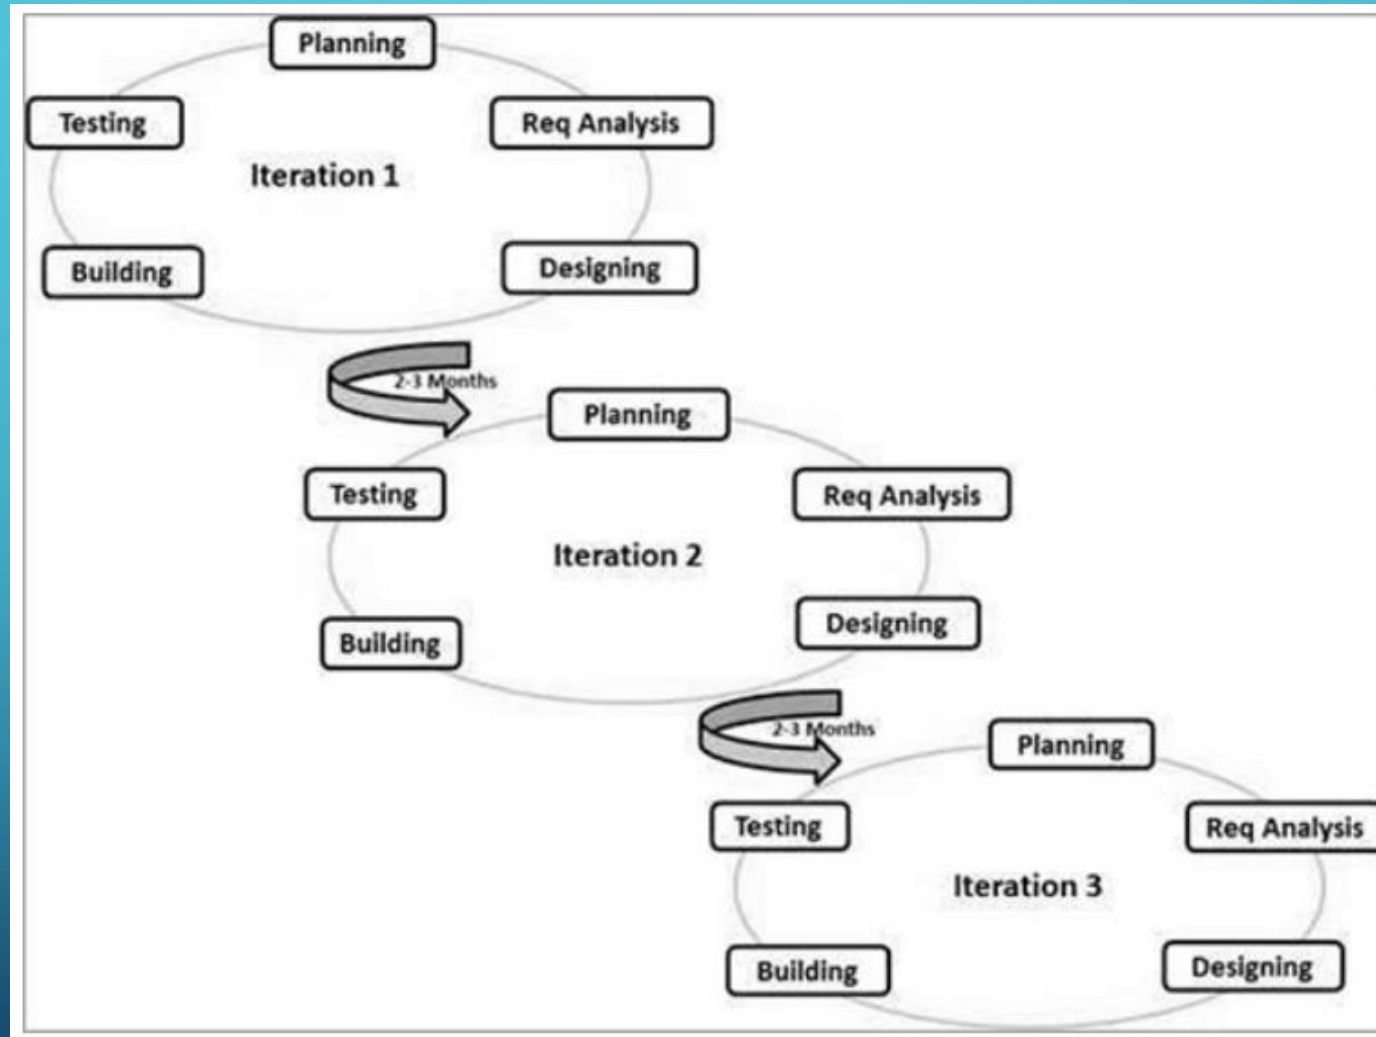 Planning
Testing
Req Analysis
Iteration 1
Building
Designing
2-3 Months
Planning
Testing
Req Analysis
Iteration 2
Building
Designing
2-3 Months
Planning
Testing
Req Analysis
Iteration 3
Building
Designing